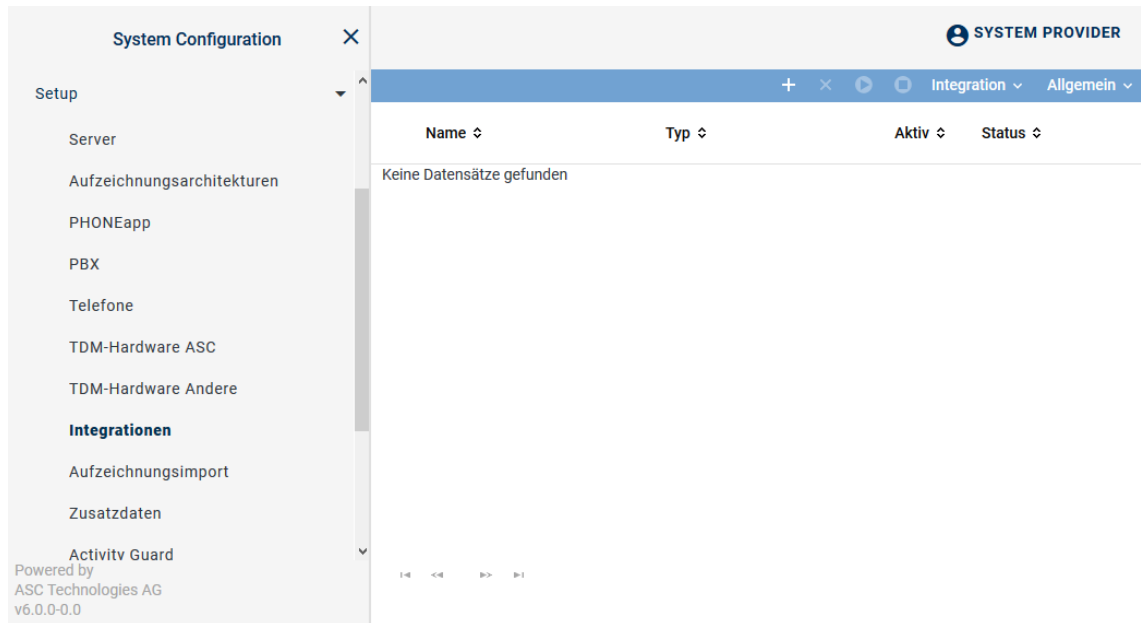 System Configuration
SYSTEM PROVIDER
Setup
Integration
Allgemein
Server
Name
Typ
Aktiv
Status
Aufzeichnungsarchitekturen
Keine Datensätze gefunden
PHONEapp
PBX
Telefone
TDM-Hardware ASC
TDM-Hardware Andere
Integrationen
Aufzeichnungsimport
Zusatzdaten
Activity Guard
Powered by
ASC Technologies AG
v6.0.0-0.0